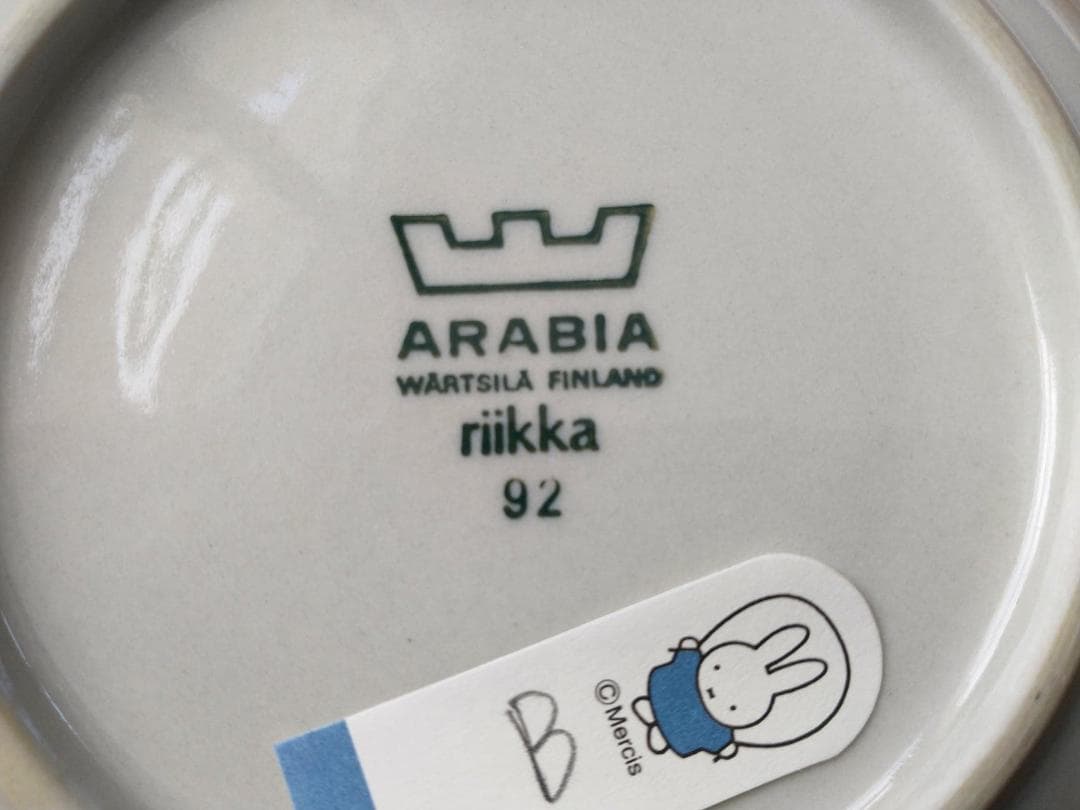 ARABIA
WÄRTSILÄ FINLAND
riikka
92
B
©Mercis